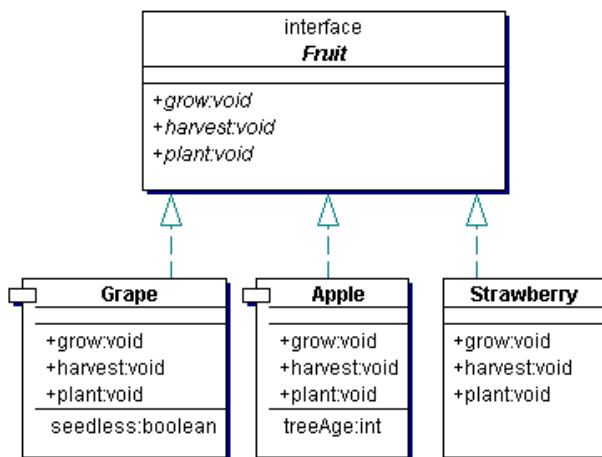 interface
Fruit
+grow:void
+harvest:void
+plant:void
Grape
+grow:void
+harvest:void
+plant:void
seedless:boolean
Apple
+grow:void
+harvest:void
+plant:void
treeAge:int
Strawberry
+grow:void
+harvest:void
+plant:void